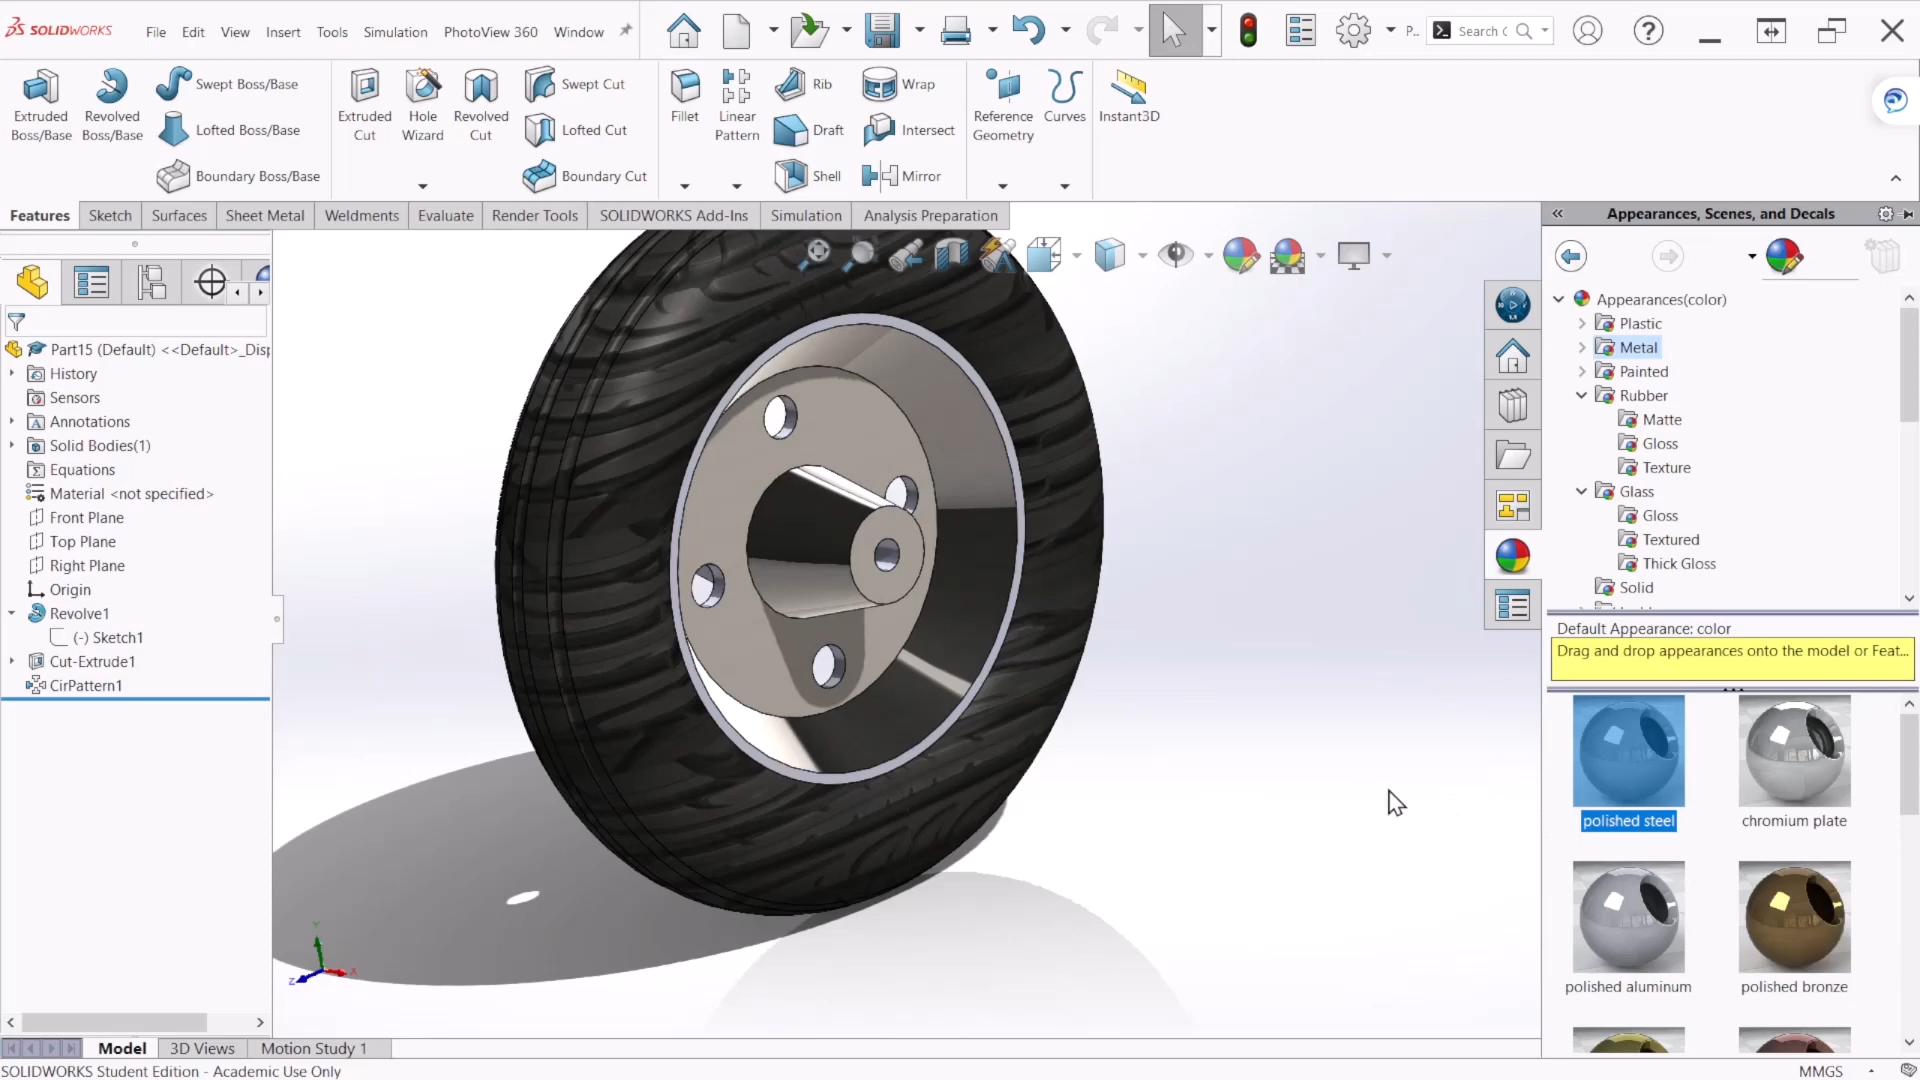 SOLIDWORKS
File Edit View Insert Tools Simulation PhotoView 360 Window
P...
Search C
Extruded Boss/Base
Revolved Boss/Base
Swept Boss/Base
Lofted Boss/Base
Boundary Boss/Base
Extruded Cut
Hole Wizard
Revolved Cut
Swept Cut
Lofted Cut
Boundary Cut
Fillet
Linear Pattern
Rib
Draft
Shell
Wrap
Intersect
Mirror
Reference Geometry
Curves
Instant3D
Features Sketch Surfaces Sheet Metal Weldments Evaluate Render Tools SOLIDWORKS Add-Ins Simulation Analysis Preparation
Part15 (Default) <<Default>_Disp
History
Sensors
Annotations
Solid Bodies(1)
Equations
Material <not specified>
Front Plane
Top Plane
Right Plane
Origin
Revolve1
(-) Sketch1
Cut-Extrude1
CirPattern1
Y
X
Z
Appearances, Scenes, and Decals
Appearances(color)
Plastic
Metal
Painted
Rubber
Matte
Gloss
Texture
Glass
Gloss
Textured
Thick Gloss
Solid
Default Appearance: color
Drag and drop appearances onto the model or Feat...
polished steel
chromium plate
polished aluminum
polished bronze
Model 3D Views Motion Study 1
SOLIDWORKS Student Edition - Academic Use Only
MMGS